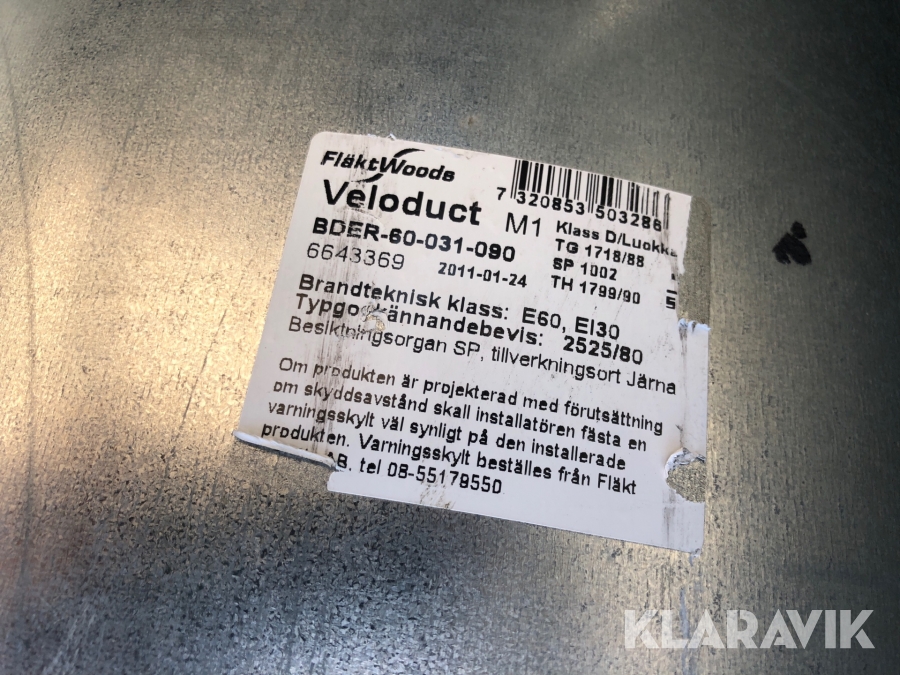 FläktWoods
7 320853 503286
Veloduct M1
Klass D/Luokka
BDER-60-031-090
TG 1718/88
6643369 2011-01-24
SP 1002
TH 1799/90
Brandteknisk klass: E60, EI30
Typgo kännandebevis: 2525/80
Besiktningsorgan SP, tillverkningsort Järna
Om produkten är projekterad med förutsättning
om skyddsavstånd skall installatören fästa en
varningsskylt väl synligt på den installerade
produkten. Varningsskylt beställes från Fläkt
AB, tel 08-55179550
KLARAVIK